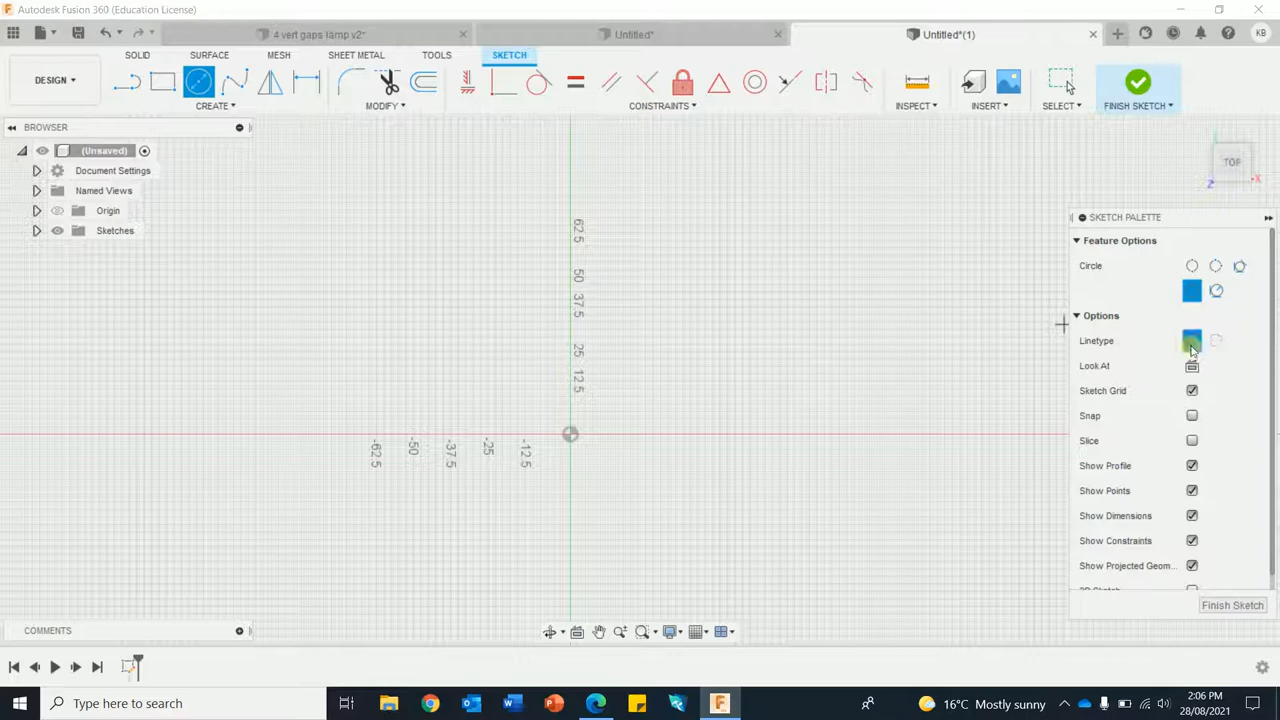 Autodesk Fusion 360 (Education License)
4 vert gaps lamp v2*
Untitled*
Untitled*(1)
KB
DESIGN
SOLID
SURFACE
MESH
SHEET METAL
TOOLS
SKETCH
CREATE
MODIFY
CONSTRAINTS
INSPECT
INSERT
SELECT
FINISH SKETCH
BROWSER
(Unsaved)
Document Settings
Named Views
Origin
Sketches
TOP
Z
X
SKETCH PALETTE
Feature Options
Circle
Options
Linetype
Look At
Sketch Grid
Snap
Slice
Show Profile
Show Points
Show Dimensions
Show Constraints
Show Projected Geom...
Finish Sketch
62.5
50
37.5
25
12.5
-62.5
-50
-37.5
-25
-12.5
COMMENTS
Type here to search
16°C Mostly sunny
2:06 PM
28/08/2021